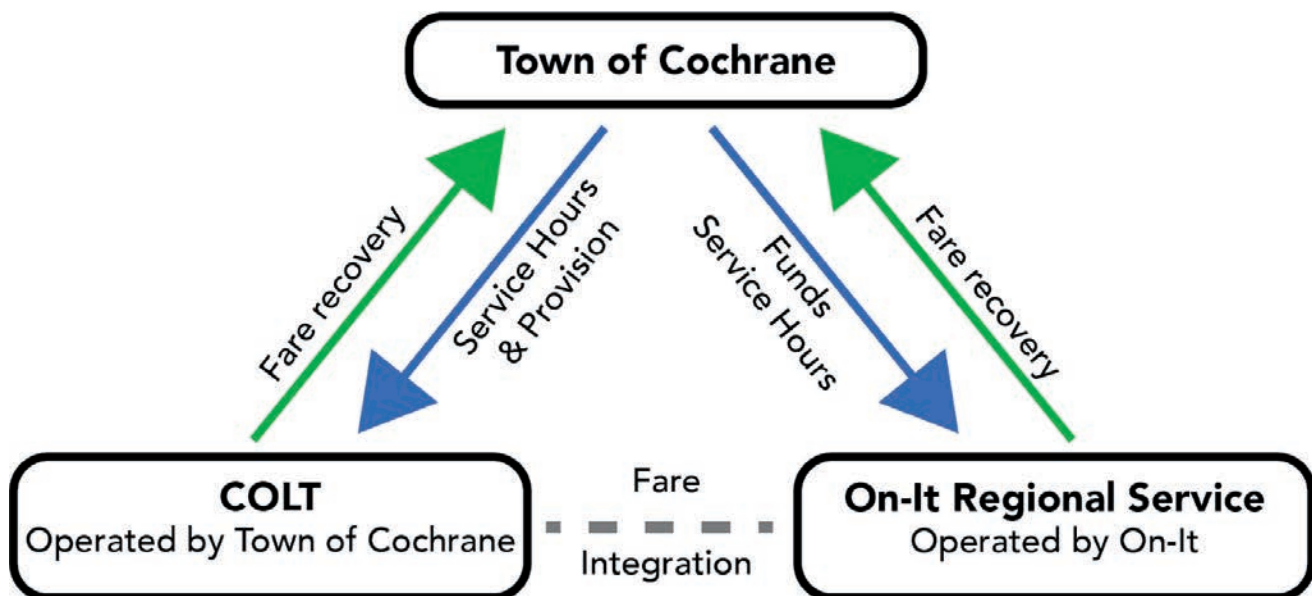 Town of Cochrane
Fare recovery
Service Hours
& Provision
Funds
Service Hours
Fare recovery
COLT
Operated by Town of Cochrane
Fare
Integration
On-It Regional Service
Operated by On-It